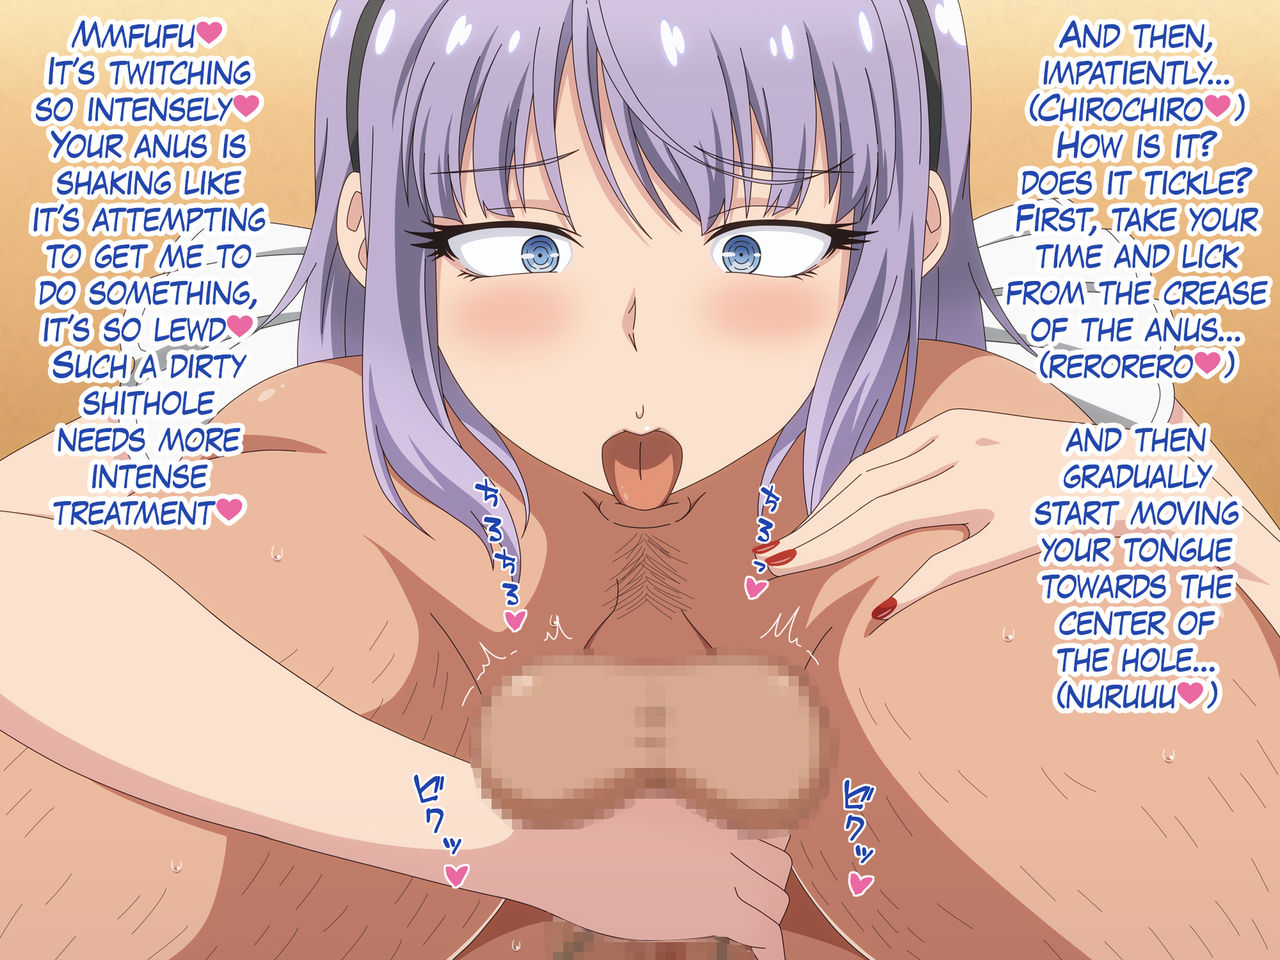 MMFUFU♥
IT'S TWITCHING
SO INTENSELY♥
YOUR ANUS IS
SHAKING LIKE
IT'S ATTEMPTING
TO GET ME TO
DO SOMETHING,
IT'S SO LEWD♥
SUCH A DIRTY
SHITHOLE
NEEDS MORE
INTENSE
TREATMENT♥
AND THEN,
IMPATIENTLY...
(CHIROCHIRO♥)
HOW IS IT?
DOES IT TICKLE?
FIRST, TAKE YOUR
TIME AND LICK
FROM THE CREASE
OF THE ANUS...
(RERORERO♥)
AND THEN
GRADUALLY
START MOVING
YOUR TONGUE
TOWARDS THE
CENTER OF
THE HOLE...
(NURUUU♥)
ちろちろ♥
ちろっ♥
ビクッ♥
ビクッ♥